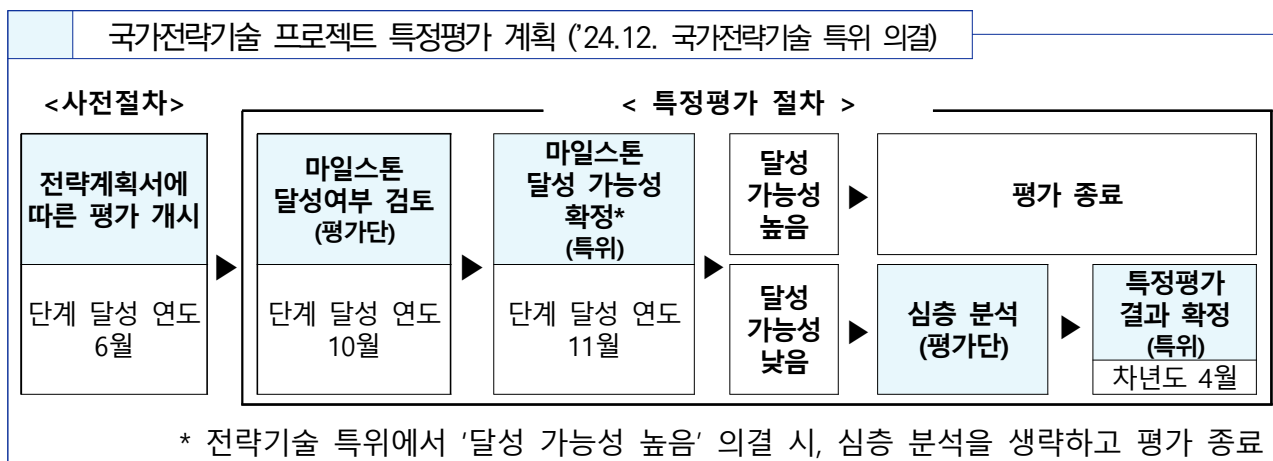 국가전략기술 프로젝트 특정평가 계획 (’24.12. 국가전략기술 특위 의결)
<사전절차>
< 특정평가 절차 >
전략계획서에
따른 평가 개시
단계 달성 연도
6월
마일스톤
달성여부 검토
(평가단)
단계 달성 연도
10월
마일스톤
달성 가능성
확정*
(특위)
단계 달성 연도
11월
달성
가능성
높음
평가 종료
달성
가능성
낮음
심층 분석
(평가단)
특정평가
결과 확정
(특위)
차년도 4월
* 전략기술 특위에서 ‘달성 가능성 높음’ 의결 시, 심층 분석을 생략하고 평가 종료